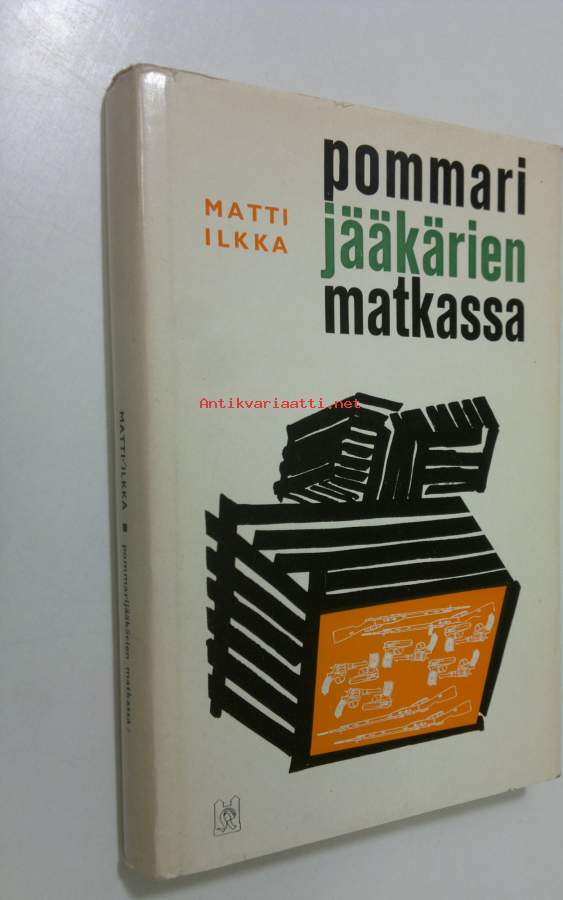 pommari
jääkärien
matkassa
MATTI
ILKKA
Antikvariaatti.net
MATTI ILKKA ■ pommarijääkärien matkassa